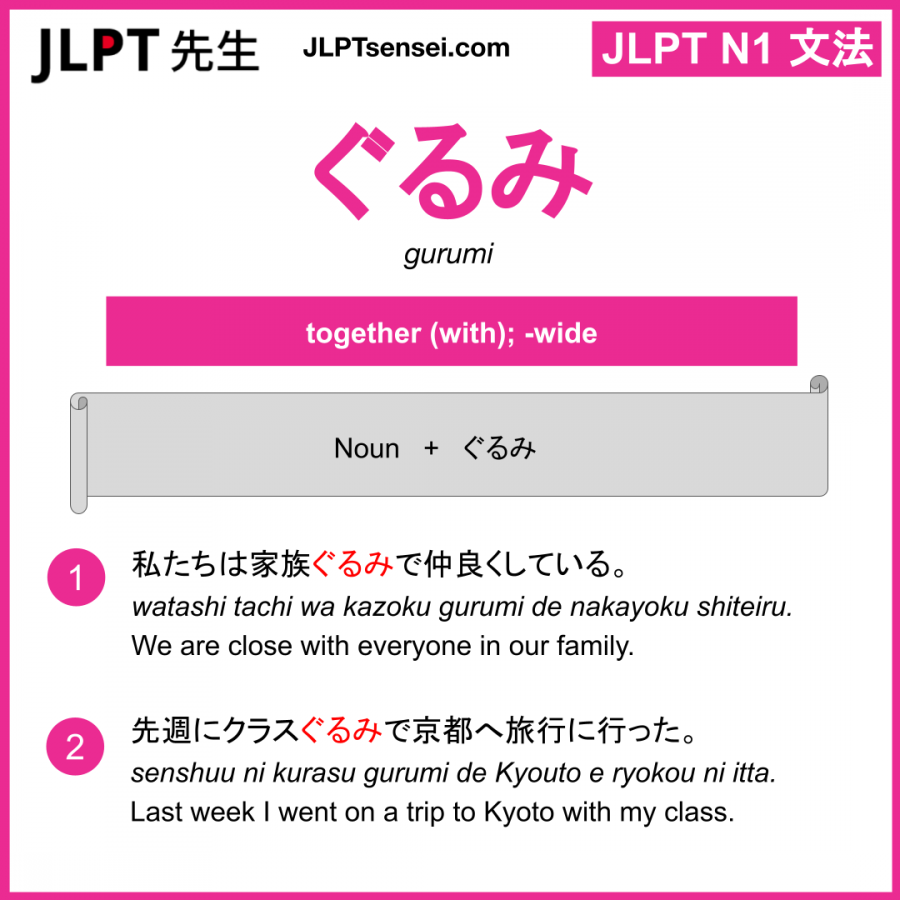 JLPT 先生
JLPTsensei.com
JLPT N1 文法
ぐるみ
gurumi
together (with); -wide
Noun + ぐるみ
1
私たちは家族ぐるみで仲良くしている。
watashi tachi wa kazoku gurumi de nakayoku shiteiru.
We are close with everyone in our family.
2
先週にクラスぐるみで京都へ旅行に行った。
senshuu ni kurasu gurumi de Kyouto e ryokou ni itta.
Last week I went on a trip to Kyoto with my class.